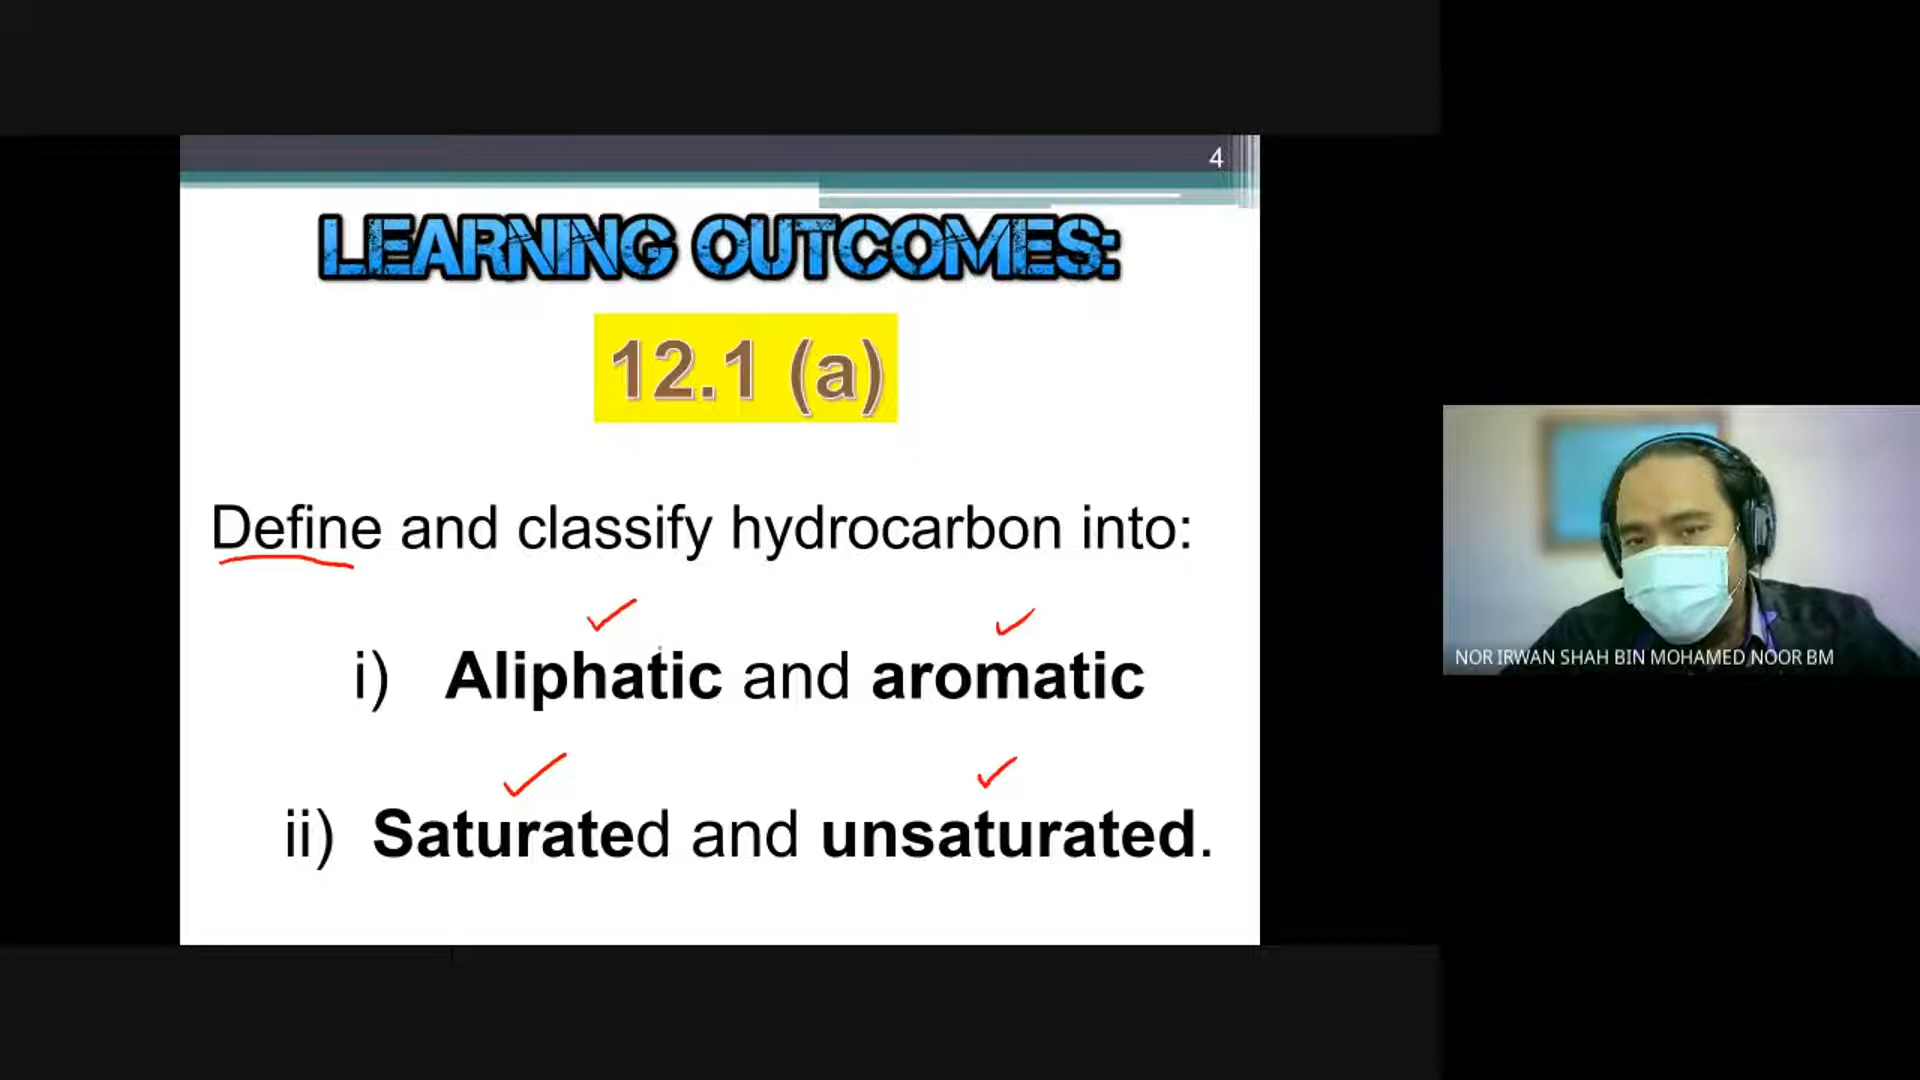 4
LEARNING OUTCOMES:
12.1 (a)
Define and classify hydrocarbon into:
i) Aliphatic and aromatic
ii) Saturated and unsaturated.
NOR IRWAN SHAH BIN MOHAMED NOOR BM